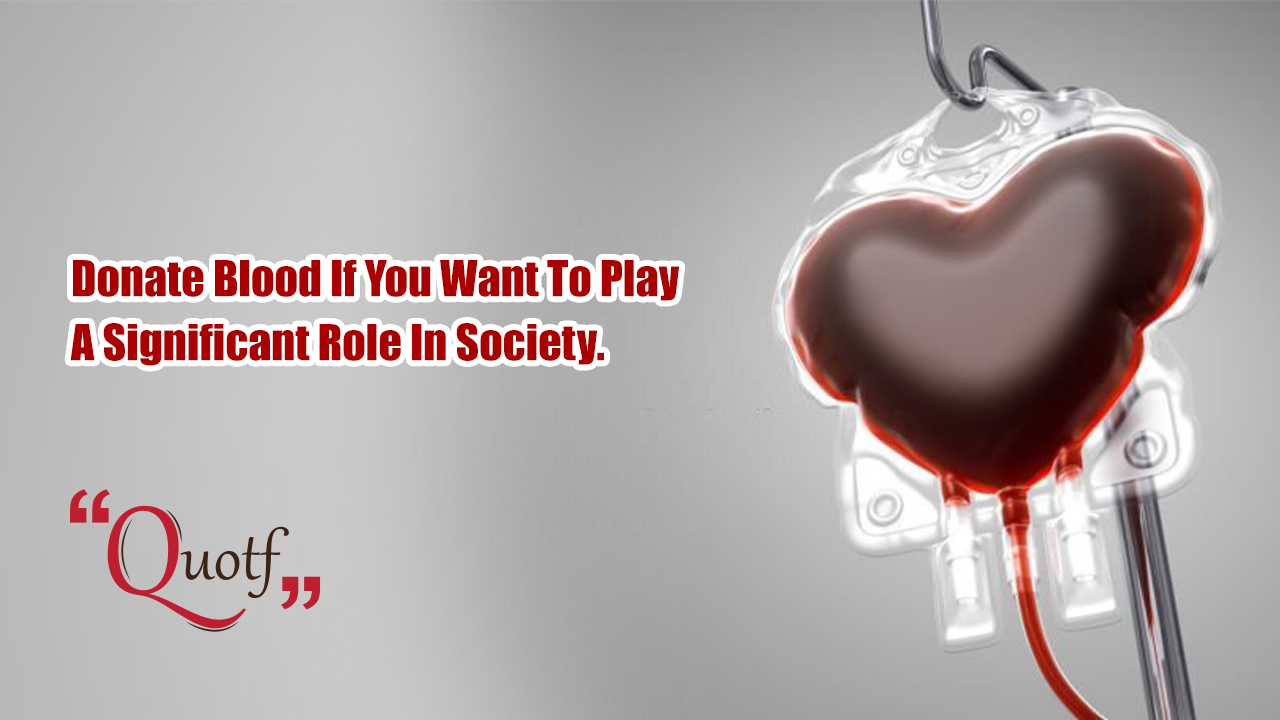 Donate Blood If You Want To Play
A Significant Role In Society.
“Quotf”